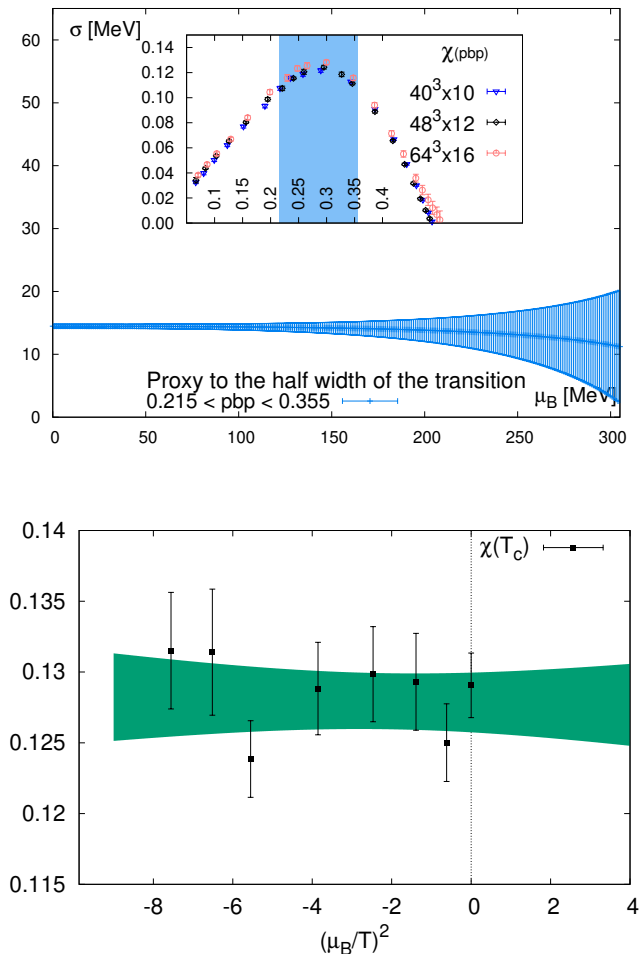 σ [MeV]
60
50
40
30
20
10
0
0.14
0.12
0.10
0.08
0.06
0.04
0.02
0.00
0.1
0.15
0.2
0.25
0.3
0.35
0.4
χ(pbp)
40³x10
48³x12
64³x16
Proxy to the half width of the transition
0.215 < pbp < 0.355
μB [MeV]
0 50 100 150 200 250 300
0.14
0.135
0.13
0.125
0.12
0.115
χ(Tc)
-8 -6 -4 -2 0 2 4
(μB/T)²